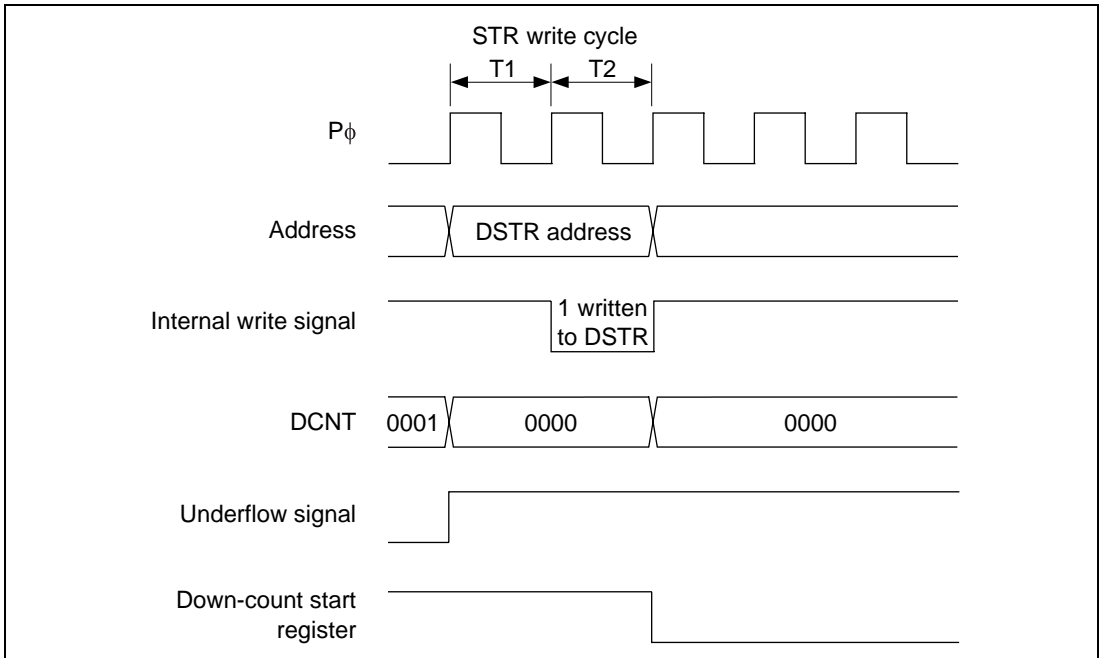 STR write cycle
T1 T2
Pϕ
Address
DSTR address
Internal write signal
1 written
to DSTR
DCNT
0001
0000
0000
Underflow signal
Down-count start
register